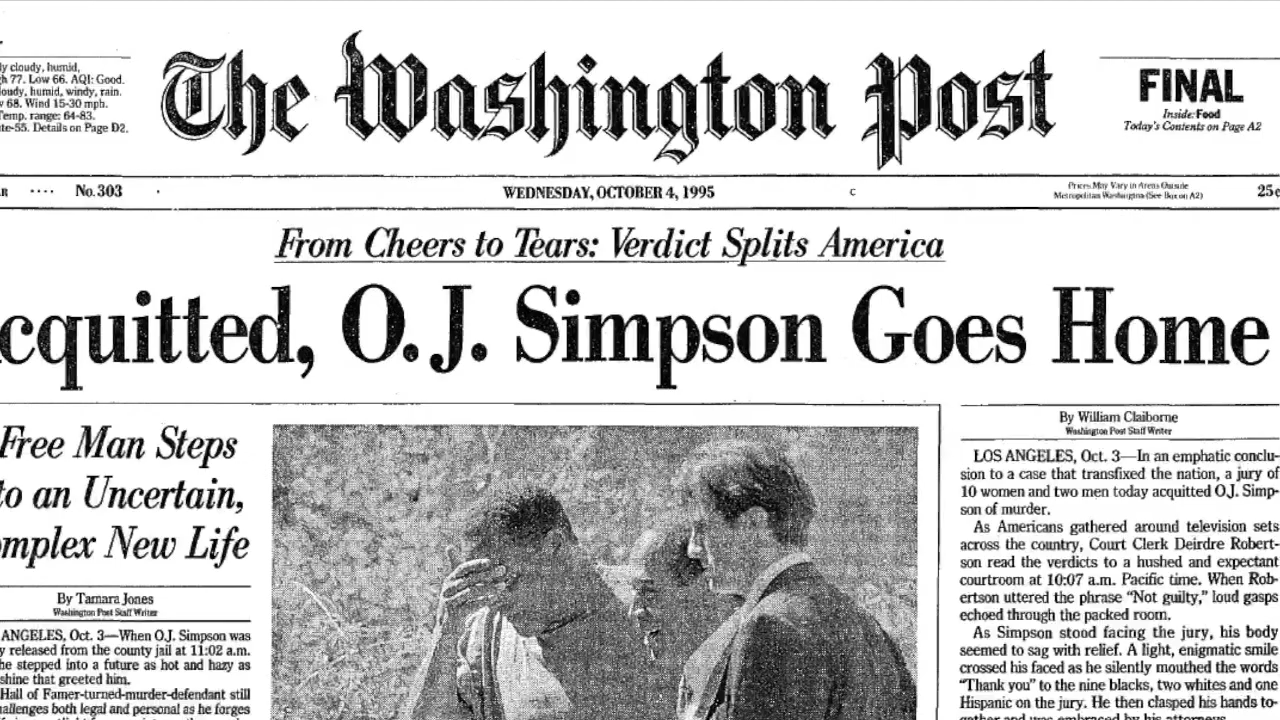 ly cloudy, humid,
gh 77. Low 66. AQI: Good.
loudy, humid, windy, rain.
w 68. Wind 15-30 mph.
Temp. range: 64-83.
te-55. Details on Page D2.
The Washington Post
FINAL
Inside: Food
Today's Contents on Page A2
No. 303
WEDNESDAY, OCTOBER 4, 1995
C
Prices May Vary in Areas Outside
Metropolitan Washington (See Box on A2)
25¢
From Cheers to Tears: Verdict Splits America
cquitted, O.J. Simpson Goes Home
Free Man Steps
to an Uncertain,
omplex New Life
By Tamara Jones
Washington Post Staff Writer
ANGELES, Oct. 3—When O.J. Simpson was
y released from the county jail at 11:02 a.m.
he stepped into a future as hot and hazy as
shine that greeted him.
Hall of Famer-turned-murder-defendant still
allenges both legal and personal as he forges
By William Claiborne
Washington Post Staff Writer
LOS ANGELES, Oct. 3—In an emphatic conclu-
sion to a case that transfixed the nation, a jury of
10 women and two men today acquitted O.J. Simp-
son of murder.
As Americans gathered around television sets
across the country, Court Clerk Deirdre Robert-
son read the verdicts to a hushed and expectant
courtroom at 10:07 a.m. Pacific time. When Rob-
ertson uttered the phrase "Not guilty," loud gasps
echoed through the packed room.
As Simpson stood facing the jury, his body
seemed to sag with relief. A light, enigmatic smile
crossed his faced as he silently mouthed the words
"Thank you" to the nine blacks, two whites and one
Hispanic on the jury. He then clasped his hands to-
gether and was embraced by his attorneys.